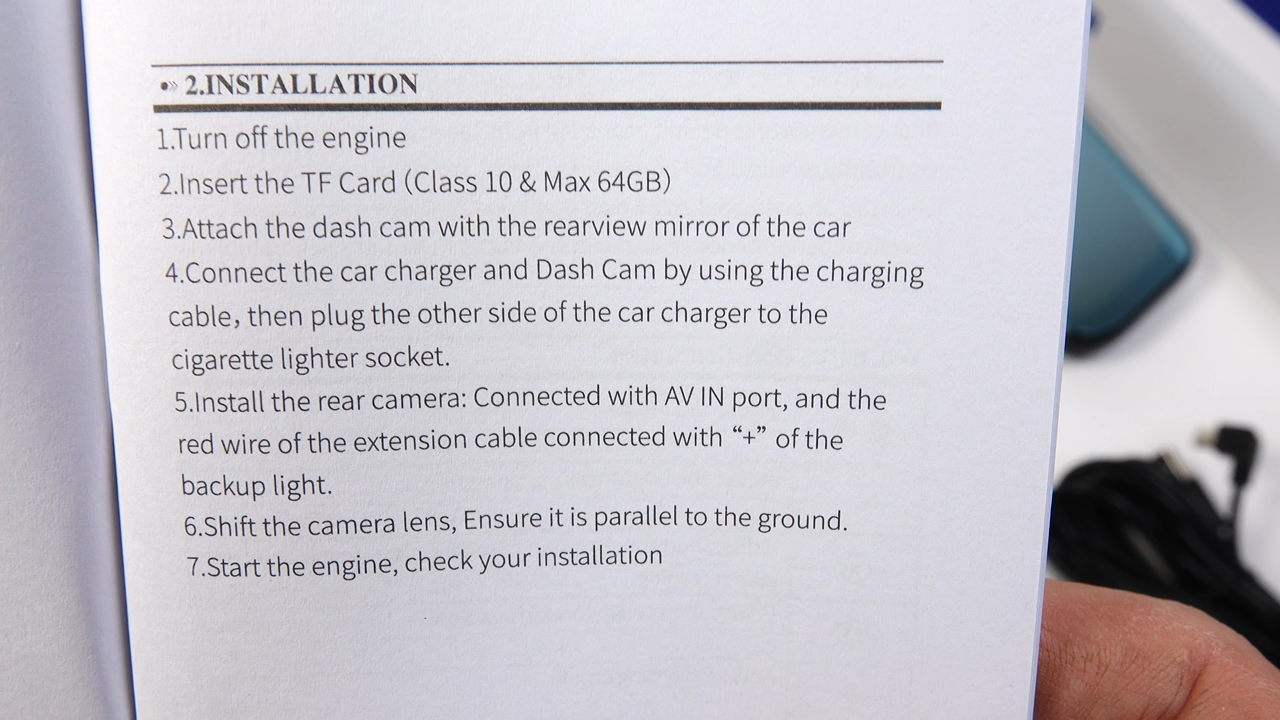 •» 2.INSTALLATION
1.Turn off the engine
2.Insert the TF Card (Class 10 & Max 64GB)
3.Attach the dash cam with the rearview mirror of the car
4.Connect the car charger and Dash Cam by using the charging
cable, then plug the other side of the car charger to the
cigarette lighter socket.
5.Install the rear camera: Connected with AV IN port, and the
red wire of the extension cable connected with “+” of the
backup light.
6.Shift the camera lens, Ensure it is parallel to the ground.
7.Start the engine, check your installation